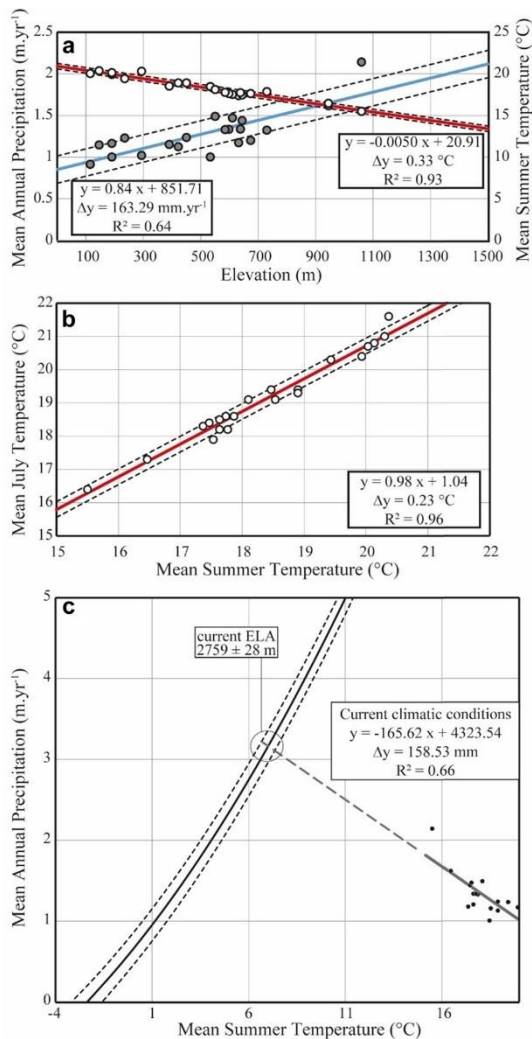 a
Mean Annual Precipitation (m.yr⁻¹)
2.5
2
1.5
1
0.5
0
25
20
15
10
5
0
Mean Summer Temperature (°C)
y = 0.84 x + 851.71
Δy = 163.29 mm.yr⁻¹
R² = 0.64
y = -0.0050 x + 20.91
Δy = 0.33 °C
R² = 0.93
100 300 500 700 900 1100 1300 1500
Elevation (m)
b
Mean July Temperature (°C)
22
21
20
19
18
17
16
15
y = 0.98 x + 1.04
Δy = 0.23 °C
R² = 0.96
15 16 17 18 19 20 21 22
Mean Summer Temperature (°C)
c
Mean Annual Precipitation (m.yr⁻¹)
5
4
3
2
1
0
current ELA
2759 ± 28 m
Current climatic conditions
y = -165.62 x + 4323.54
Δy = 158.53 mm
R² = 0.66
-4 1 6 11 16
Mean Summer Temperature (°C)